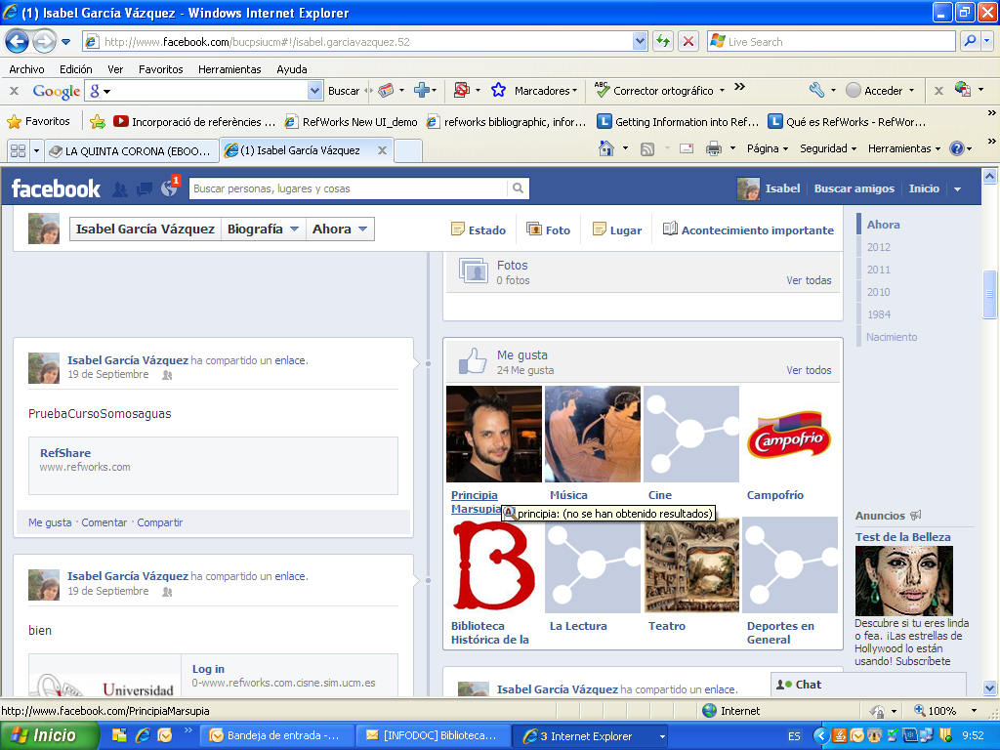 (1) Isabel García Vázquez - Windows Internet Explorer
http://www.facebook.com/bucpsiucm#!/isabel.garciavazquez.52
Live Search
Archivo Edición Ver Favoritos Herramientas Ayuda
x Google g Buscar Marcadores ABC Corrector ortográfico » Acceder x
Favoritos Incorporació de referències ... RefWorks New UI_demo refworks bibliographic, infor... Getting Information into Ref... Qué es RefWorks - RefWor... »
LA QUINTA CORONA (EBOO... (1) Isabel García Vázquez X Página Seguridad Herramientas »
facebook 1 Buscar personas, lugares y cosas Isabel Buscar amigos Inicio
Isabel García Vázquez Biografía Ahora Estado Foto Lugar Acontecimiento importante
Ahora
2012
2011
2010
1984
Nacimiento
Fotos
0 fotos Ver todas
Isabel García Vázquez ha compartido un enlace.
19 de Septiembre
PruebaCursoSomosaguas
RefShare
www.refworks.com
Me gusta · Comentar · Compartir
Isabel García Vázquez ha compartido un enlace.
19 de Septiembre
bien
Universidad
Log in
0-www.refworks.com.cisne.sim.ucm.es
Me gusta
24 Me gusta Ver todos
Campofrío
Principia Música Cine Campofrío
Marsupia
principia: (no se han obtenido resultados)
B
Biblioteca La Lectura Teatro Deportes en
Histórica de la General
Isabel García Vázquez ha compartido un enlace.
Anuncios
Test de la Belleza
Descubre si tu eres linda
o fea. ¡Las estrellas de
Hollywood lo están
usando! Subscríbete
Chat
http://www.facebook.com/PrincipiaMarsupia Internet 100%
Inicio » Bandeja de entrada -... [INFODOC] Biblioteca... 3 Internet Explorer ES 9:52